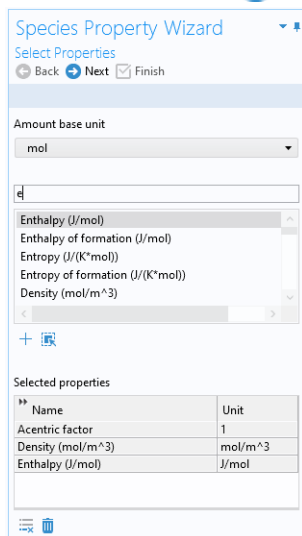 Species Property Wizard
Select Properties
Back Next Finish
Amount base unit
mol
e
Enthalpy (J/mol)
Enthalpy of formation (J/mol)
Entropy (J/(K*mol))
Entropy of formation (J/(K*mol))
Density (mol/m^3)
Selected properties
Name Unit
Acentric factor 1
Density (mol/m^3) mol/m^3
Enthalpy (J/mol) J/mol